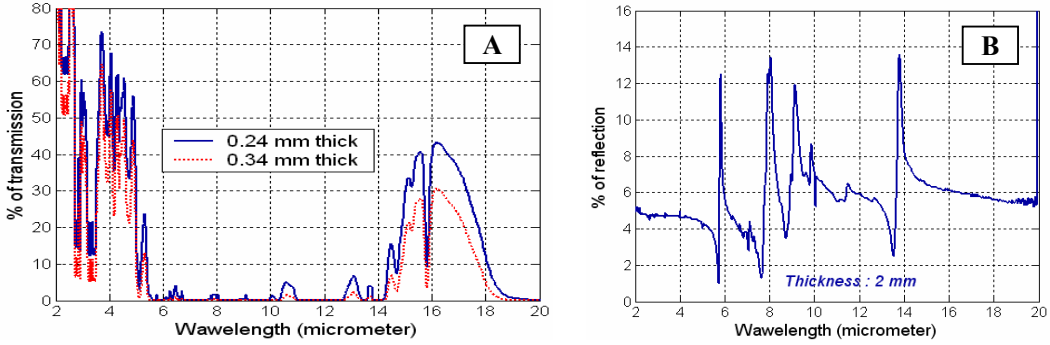 A
% of transmission
80
70
60
50
40
30
20
10
0
0.24 mm thick
0.34 mm thick
2 4 6 8 10 12 14 16 18 20
Wavelength (micrometer)
B
% of reflection
16
14
12
10
8
6
4
2
0
Thickness : 2 mm
2 4 6 8 10 12 14 16 18 20
Wavelength (micrometer)